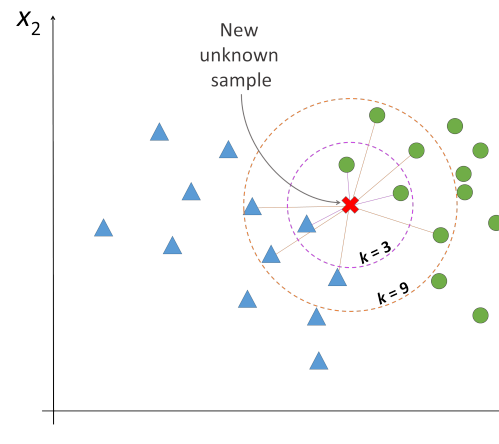 x2
New
unknown
sample
k = 3
k = 9